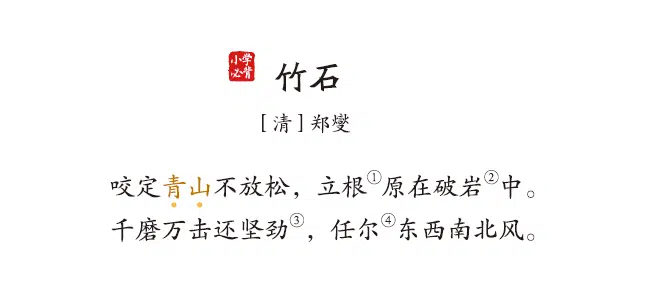 小学
必背
竹石
[清]郑燮
咬定青山不放松，立根①原在破岩②中。
千磨万击还坚劲③，任尔④东西南北风。